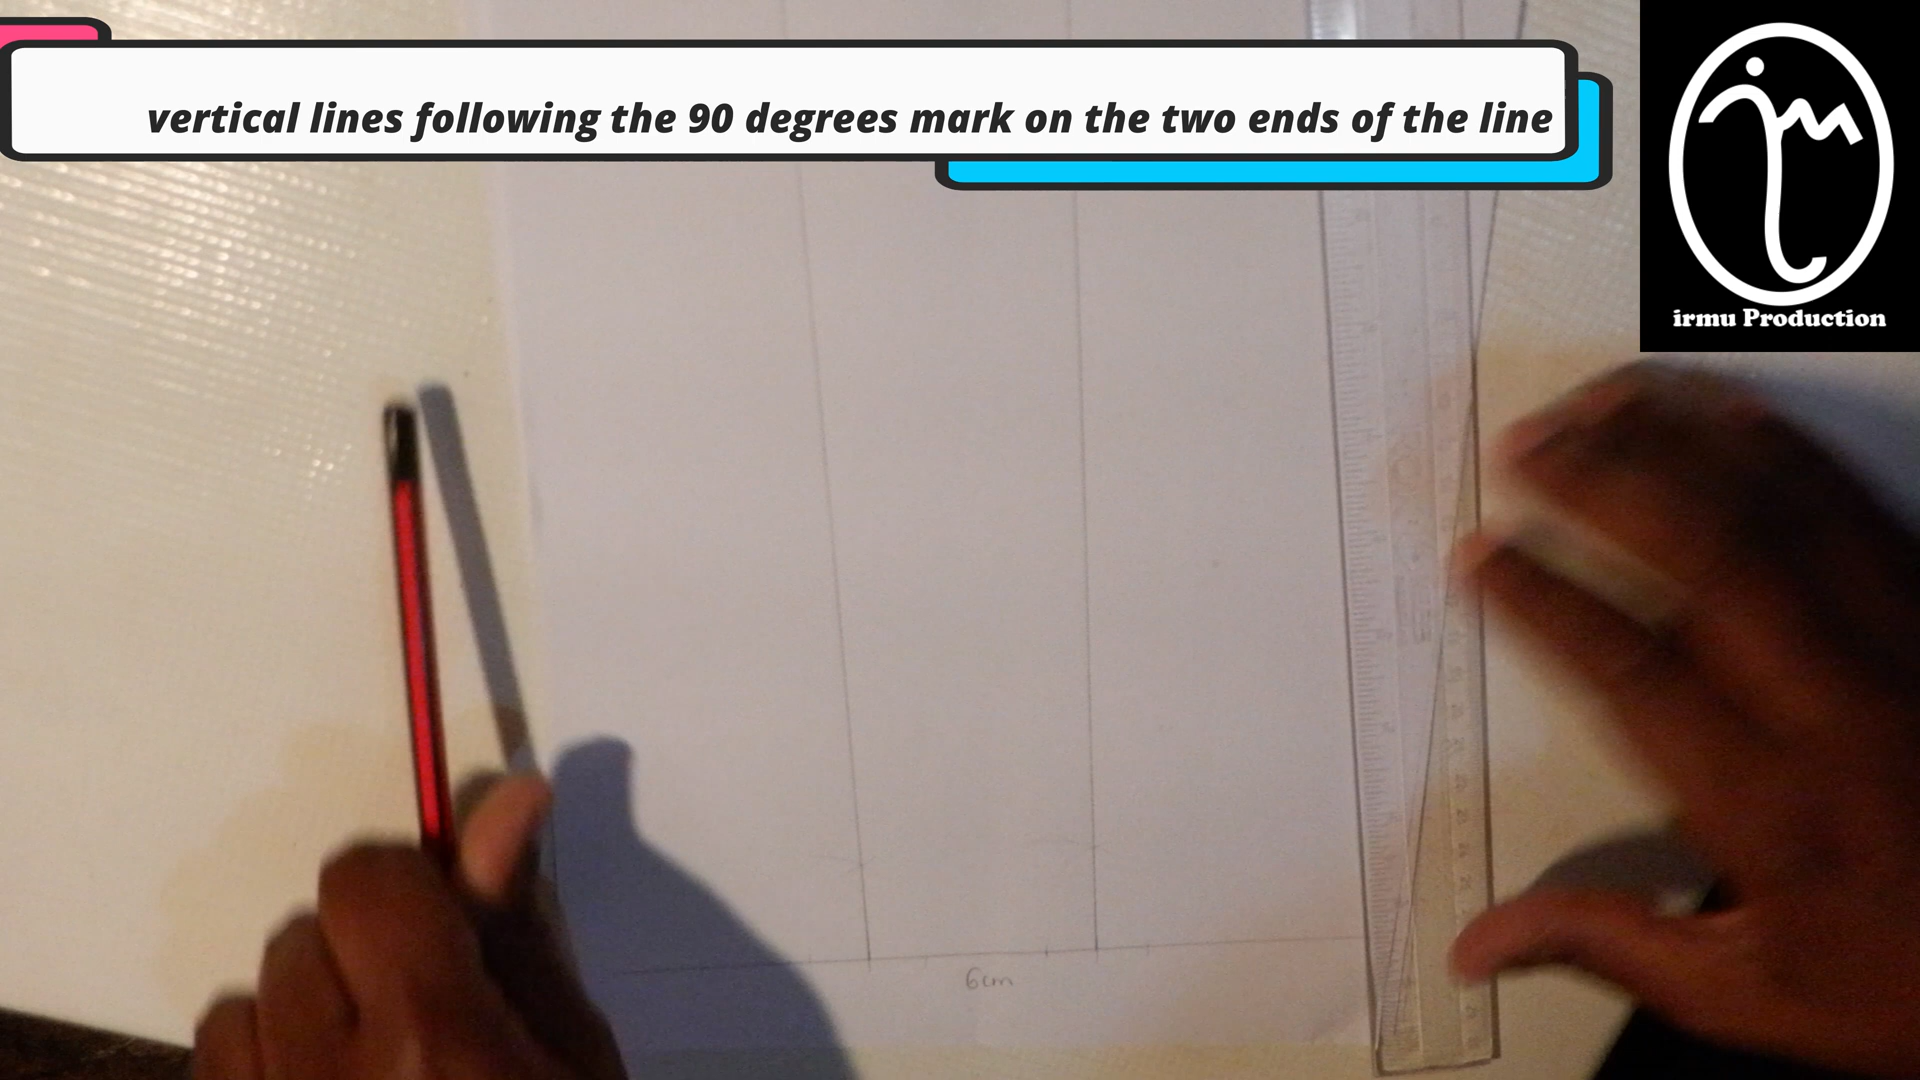 vertical lines following the 90 degrees mark on the two ends of the line
irmu Production
6cm